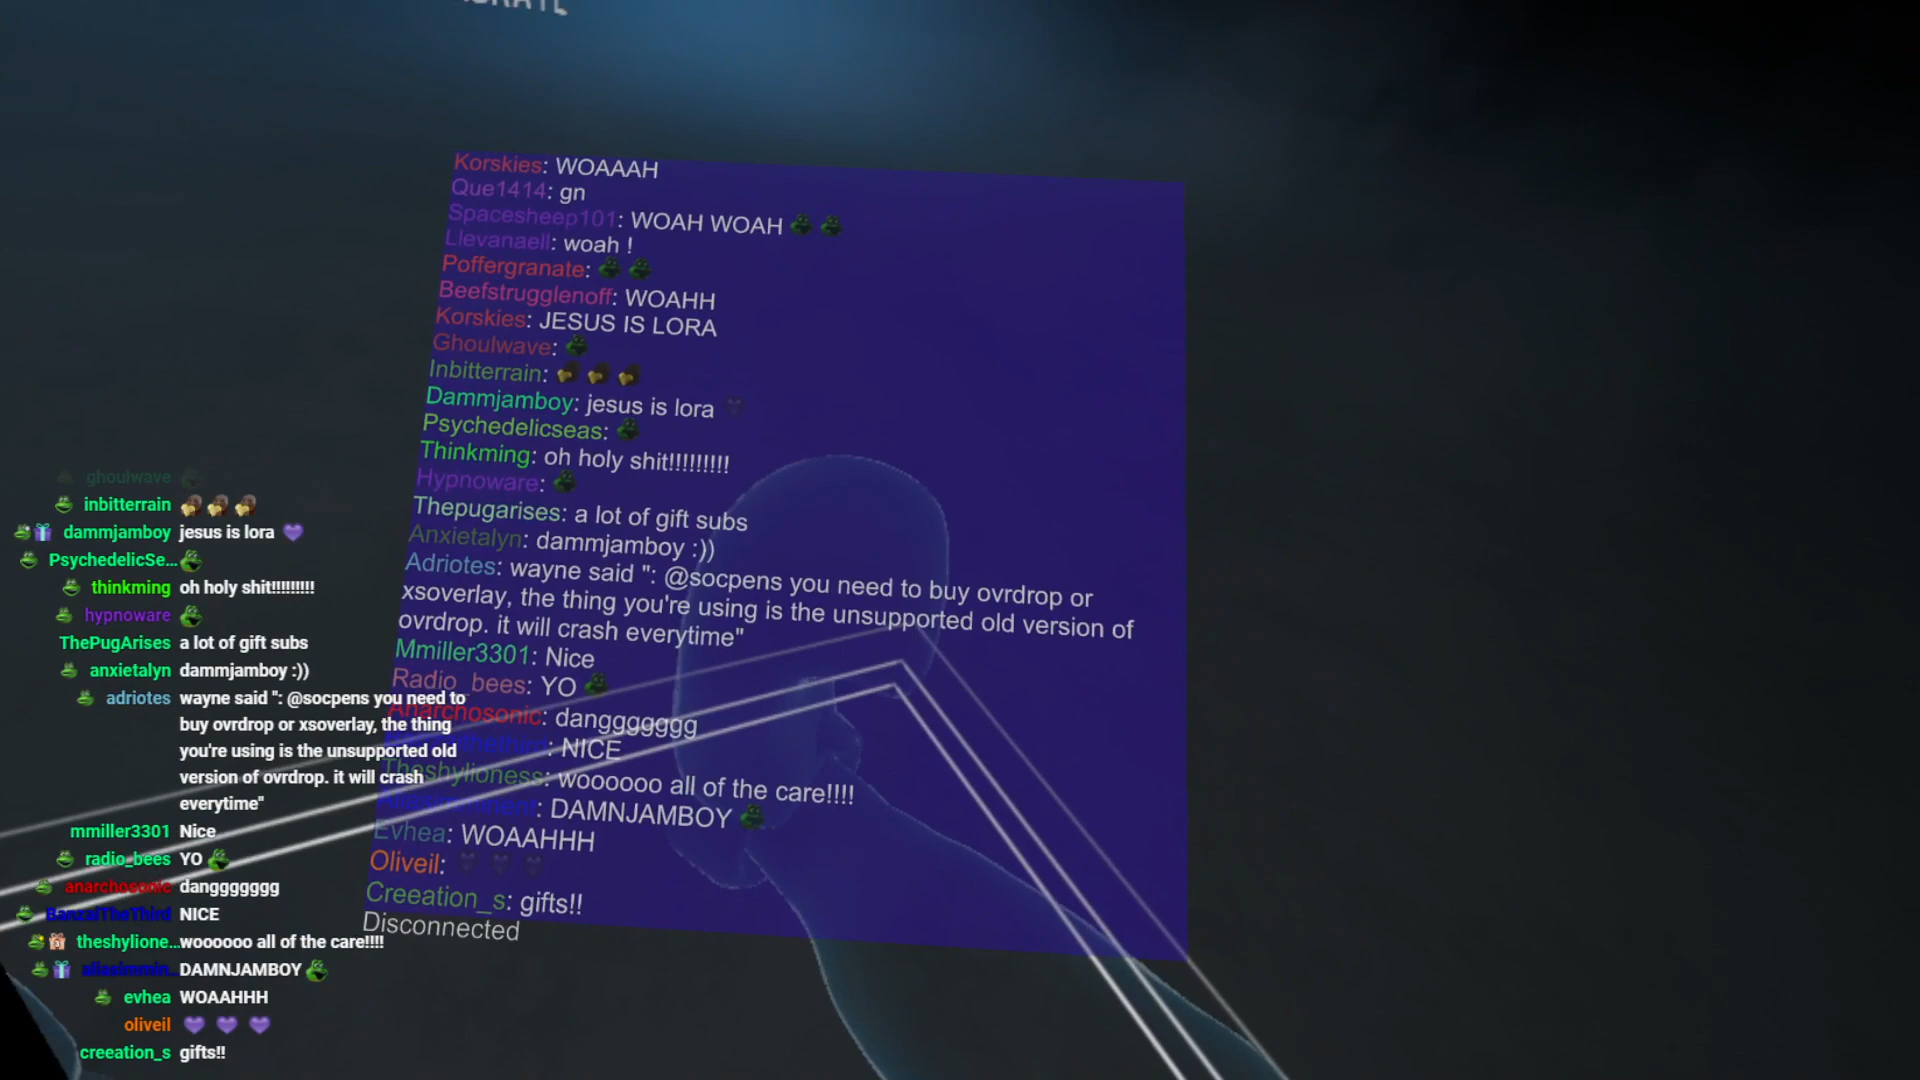 Korskies: WOAAAH
Que1414: gn
Spacesheep101: WOAH WOAH
Llevanaell: woah !
Poffergranate:
Beefstrugglenoff: WOAHH
Korskies: JESUS IS LORA
Ghoulwave:
Inbitterrain:
Dammjamboy: jesus is lora
Psychedelicseas:
Thinkming: oh holy shit!!!!!!!!!
Hypnoware:
Thepugarises: a lot of gift subs
Anxietalyn: dammjamboy :))
Adriotes: wayne said ": @socpens you need to buy ovrdrop or
xsoverlay, the thing you're using is the unsupported old version of
ovrdrop. it will crash everytime"
Mmiller3301: Nice
Radio_bees: YO
Anarchosonic: danggggggg
: NICE
Theshylioness: woooooo all of the care!!!!
: DAMNJAMBOY
Evhea: WOAAHHH
Oliveil:
Creeation_s: gifts!!
Disconnected
ghoulwave
inbitterrain
dammjamboy jesus is lora
PsychedelicSe...
thinkming oh holy shit!!!!!!!!!
hypnoware
ThePugArises a lot of gift subs
anxietalyn dammjamboy :))
adriotes wayne said ": @socpens you need to
buy ovrdrop or xsoverlay, the thing
you're using is the unsupported old
version of ovrdrop. it will crash
everytime"
mmiller3301 Nice
radio_bees YO
anarchosonic danggggggg
BanzaiTheThird NICE
theshylione... woooooo all of the care!!!!
aliasimmin... DAMNJAMBOY
evhea WOAAHHH
oliveil
creeation_s gifts!!